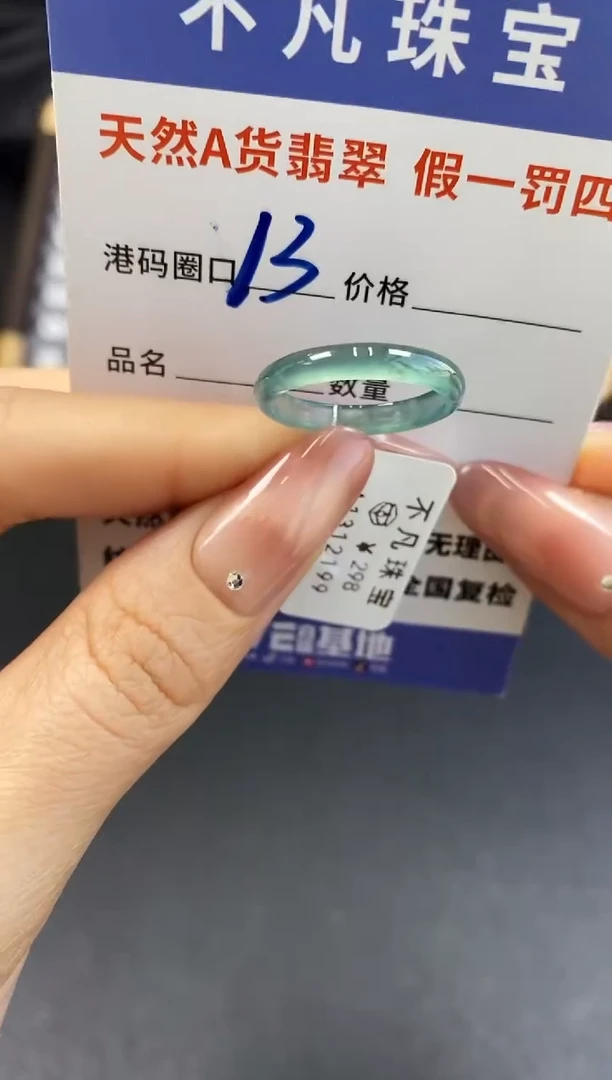 不凡珠宝
天然A货翡翠 假一罚四
港码圈口 13 价格
品名 数量
不凡珠宝
¥ 298
312199
无理
全国复检